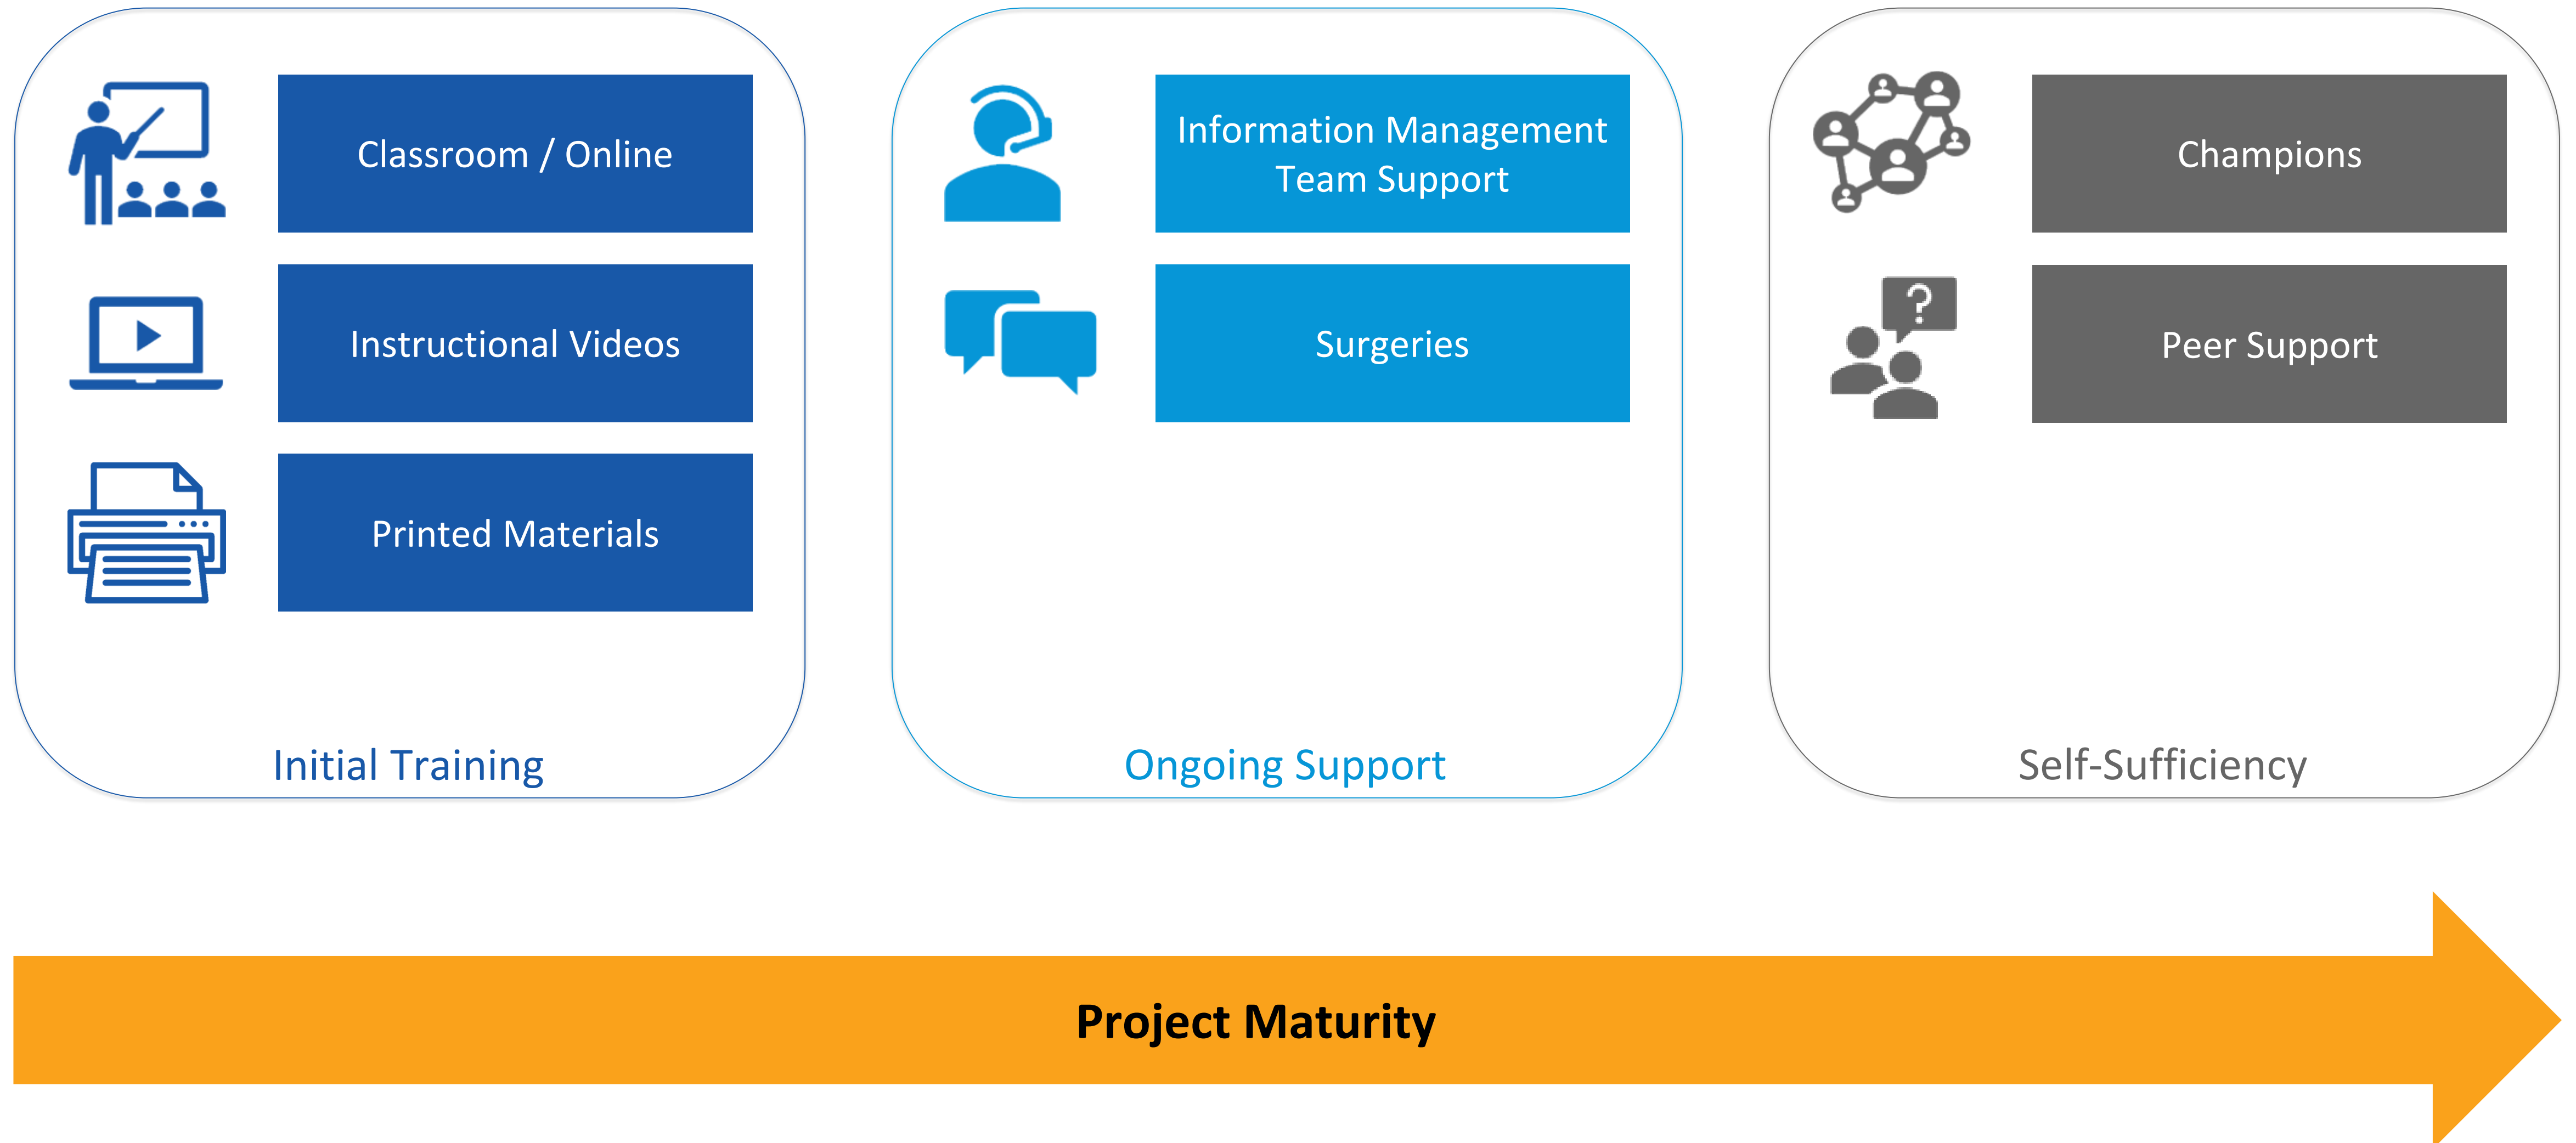 Classroom / Online
Instructional Videos
Printed Materials
Initial Training
Information Management
Team Support
Surgeries
Ongoing Support
Champions
?
Peer Support
Self-Sufficiency
Project Maturity